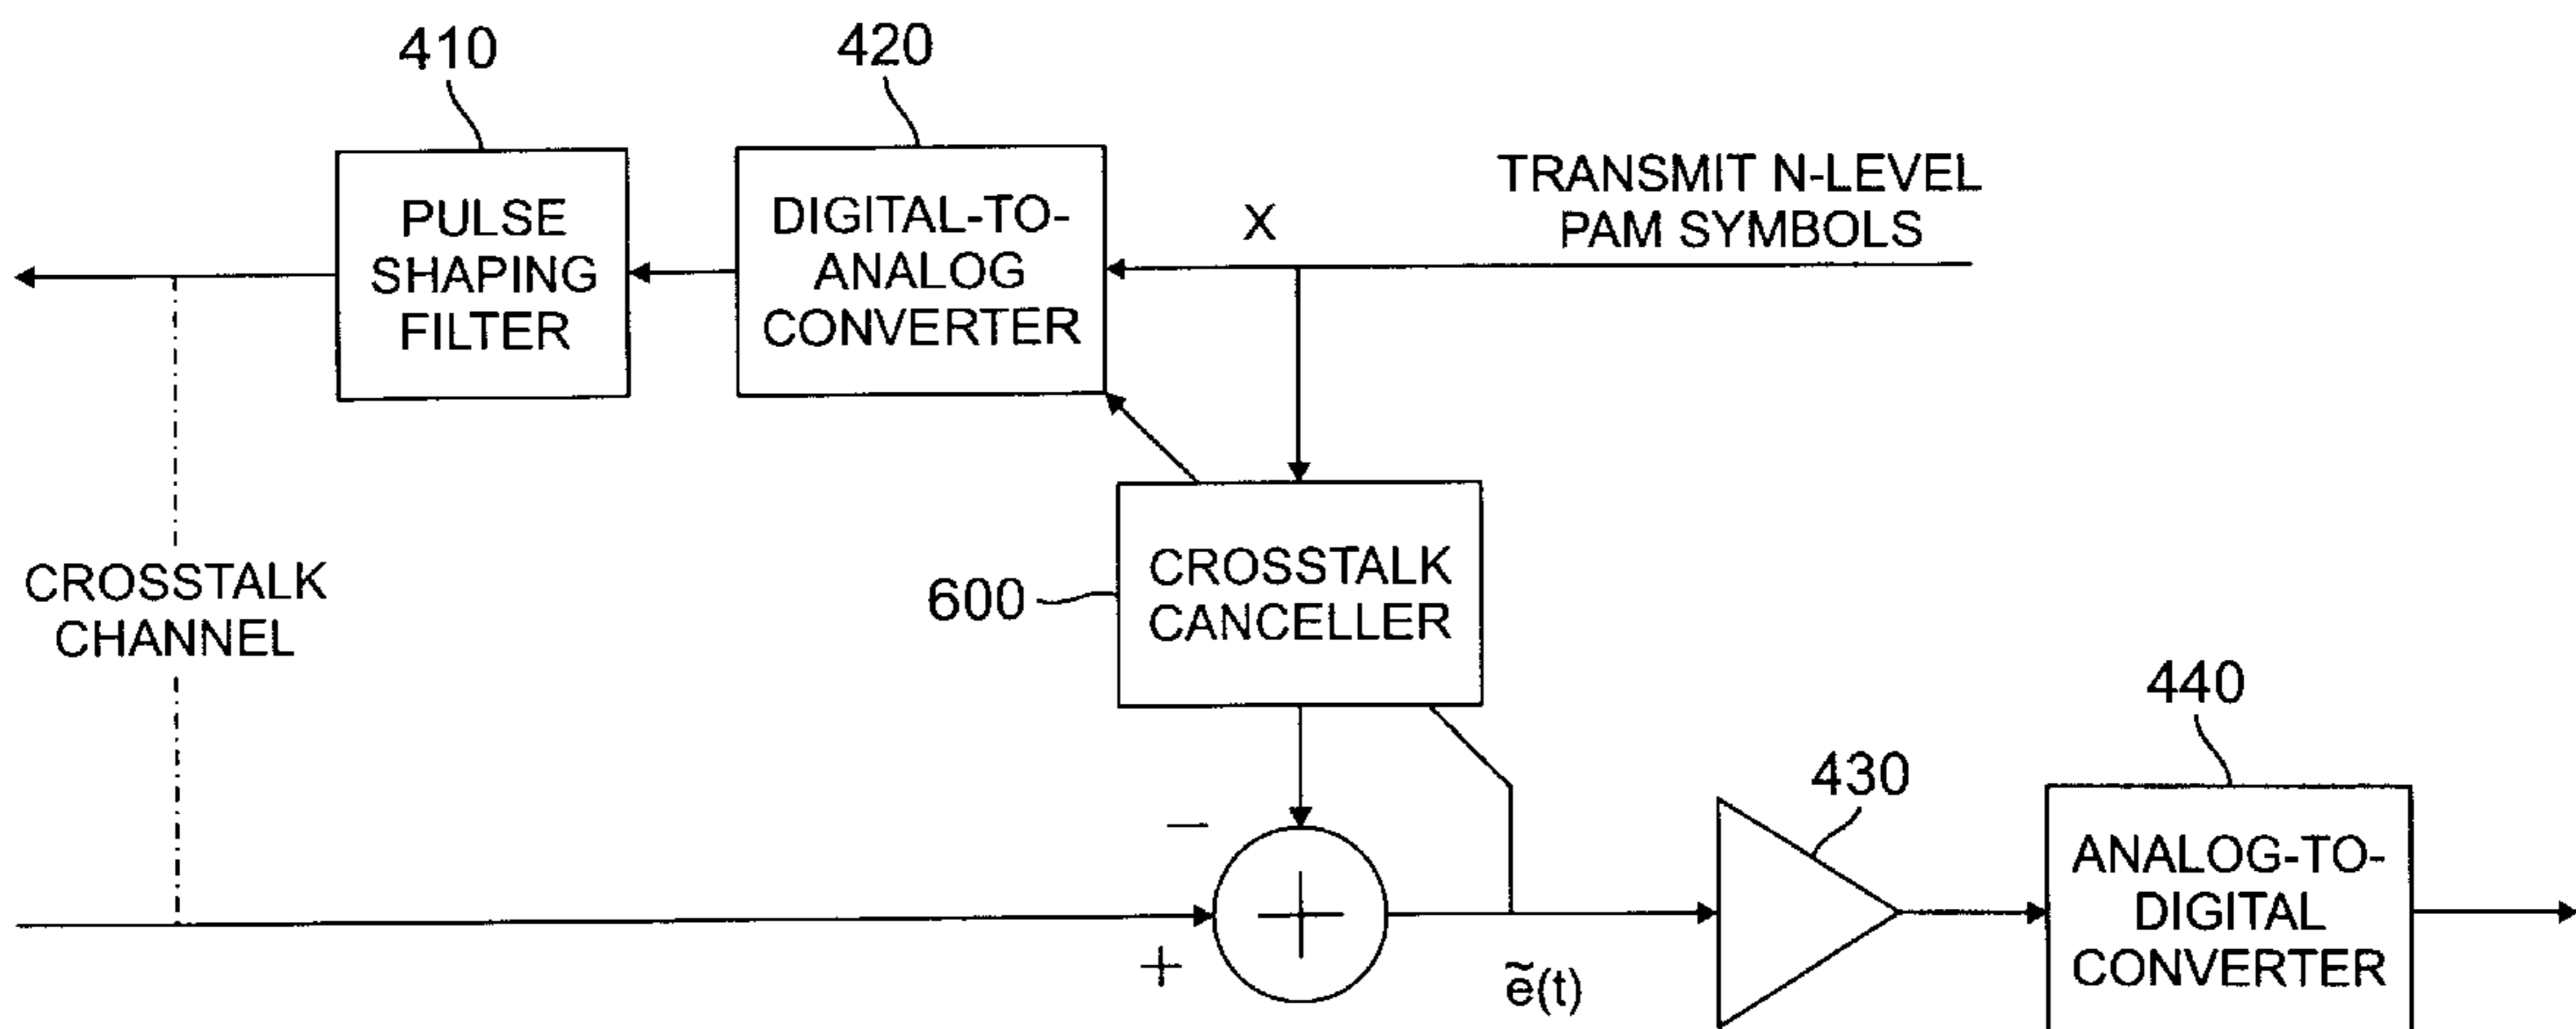 410
420
PULSE
SHAPING
FILTER
DIGITAL-TO-
ANALOG
CONVERTER
X
TRANSMIT N-LEVEL
PAM SYMBOLS
CROSSTALK
CHANNEL
600
CROSSTALK
CANCELLER
−
+
+
ẽ(t)
430
440
ANALOG-TO-
DIGITAL
CONVERTER